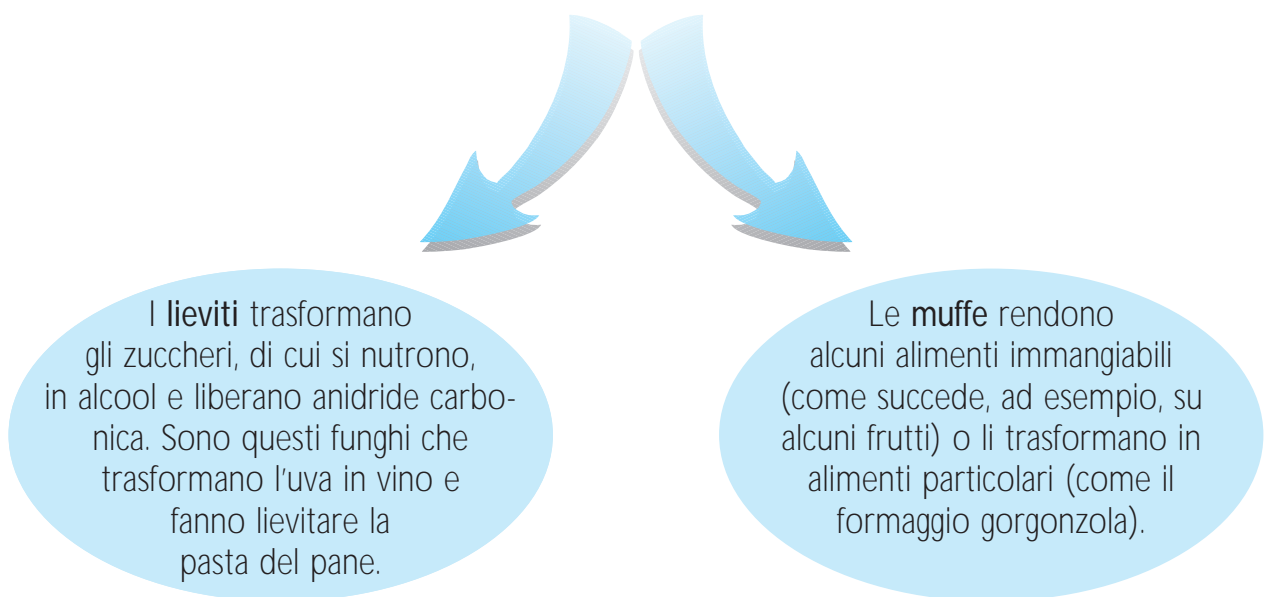 I lieviti trasformano
gli zuccheri, di cui si nutrono,
in alcool e liberano anidride carbo-
nica. Sono questi funghi che
trasformano l'uva in vino e
fanno lievitare la
pasta del pane.
Le muffe rendono
alcuni alimenti immangiabili
(come succede, ad esempio, su
alcuni frutti) o li trasformano in
alimenti particolari (come il
formaggio gorgonzola).